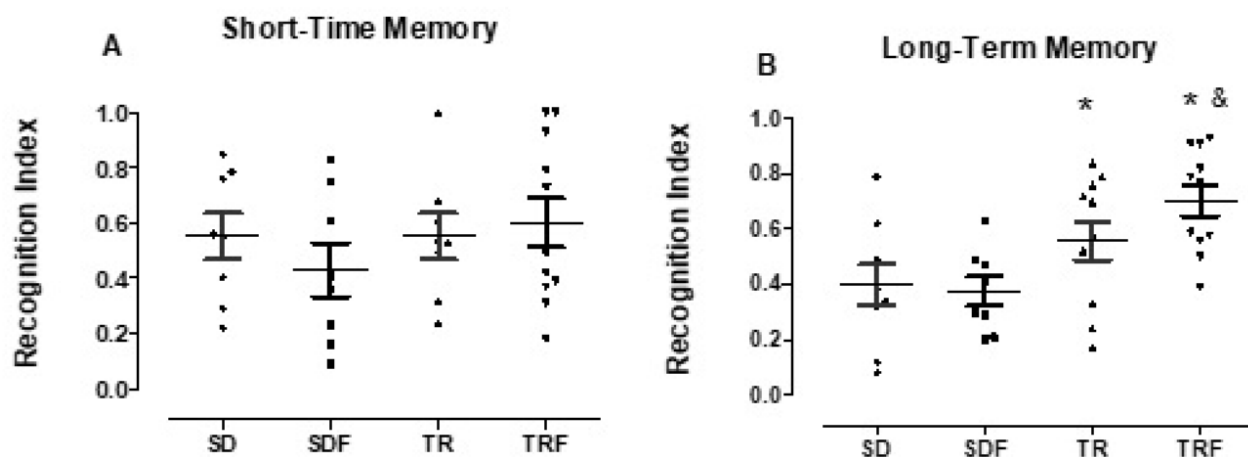 A
Short-Time Memory
Recognition Index
1.0
0.8
0.6
0.4
0.2
0.0
SD SDF TR TRF
B
Long-Term Memory
Recognition Index
* * &
1.0
0.8
0.6
0.4
0.2
0.0
SD SDF TR TRF